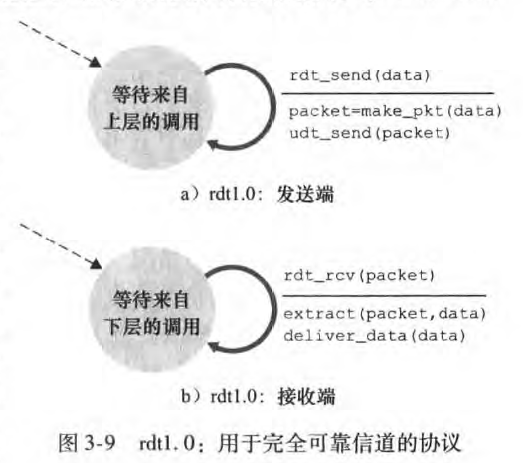 等待来自
上层的调用
rdt_send(data)
packet=make_pkt(data)
udt_send(packet)
a）rdt1.0：发送端
等待来自
下层的调用
rdt_rcv(packet)
extract(packet,data)
deliver_data(data)
b）rdt1.0：接收端
图 3-9 rdt1.0：用于完全可靠信道的协议